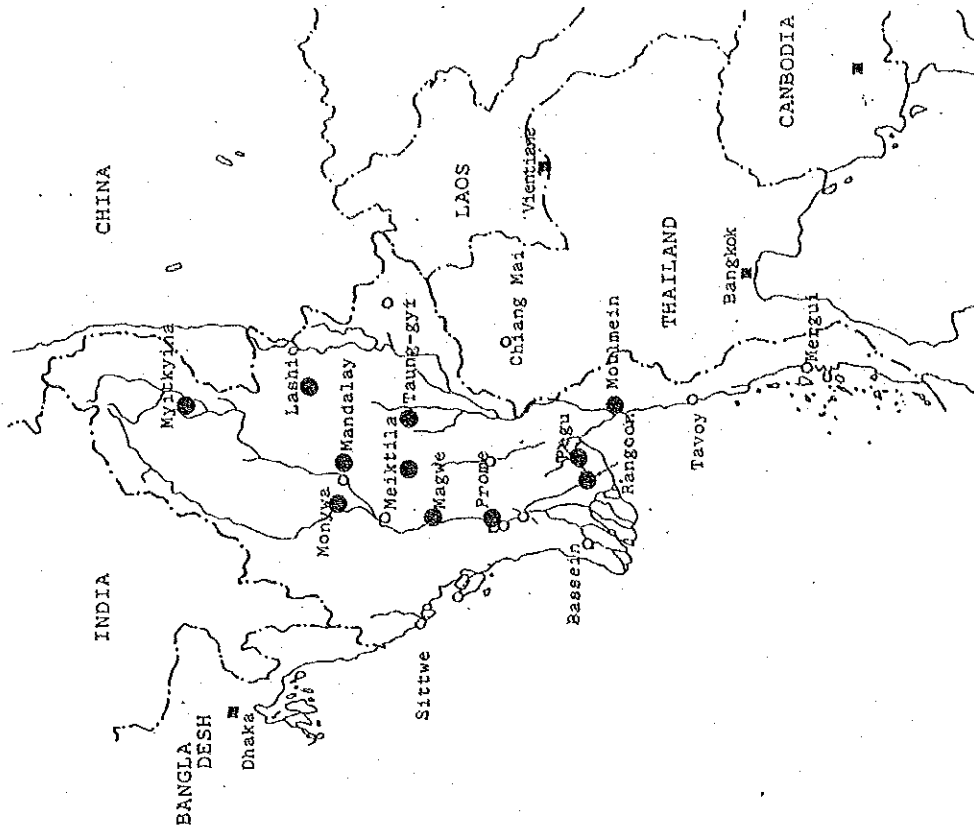 CHINA
INDIA
BANGLA
DESH
Dhaka
Myitkyina
Lashio
Mandalay
Monywa
Taung-gyi
Meiktila
Magwe
Sittwe
Prome
LAOS
Vientiane
Chiang Mai
Pegu
Rangoon
Bassein
Moulmein
THAILAND
Bangkok
Tavoy
Mergui
CANBODIA